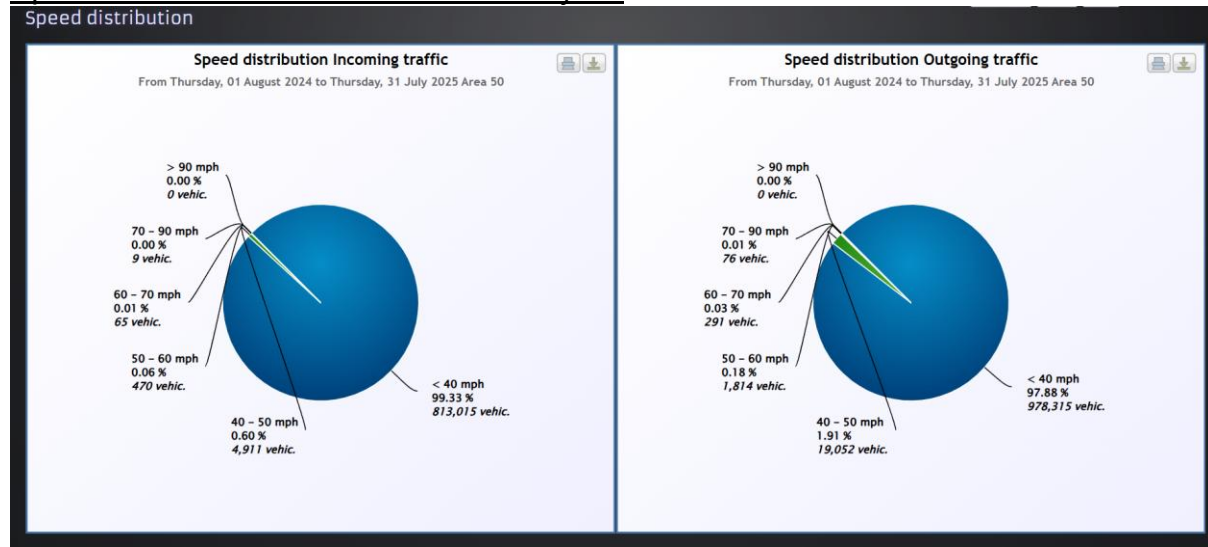 Speed distribution
Speed distribution Incoming traffic
From Thursday, 01 August 2024 to Thursday, 31 July 2025 Area 50
> 90 mph
0.00 %
0 vehic.
70 – 90 mph
0.00 %
9 vehic.
60 – 70 mph
0.01 %
65 vehic.
50 – 60 mph
0.06 %
470 vehic.
40 – 50 mph
0.60 %
4,911 vehic.
< 40 mph
99.33 %
813,015 vehic.
Speed distribution Outgoing traffic
From Thursday, 01 August 2024 to Thursday, 31 July 2025 Area 50
> 90 mph
0.00 %
0 vehic.
70 – 90 mph
0.01 %
76 vehic.
60 – 70 mph
0.03 %
291 vehic.
50 – 60 mph
0.18 %
1,814 vehic.
40 – 50 mph
1.91 %
19,052 vehic.
< 40 mph
97.88 %
978,315 vehic.